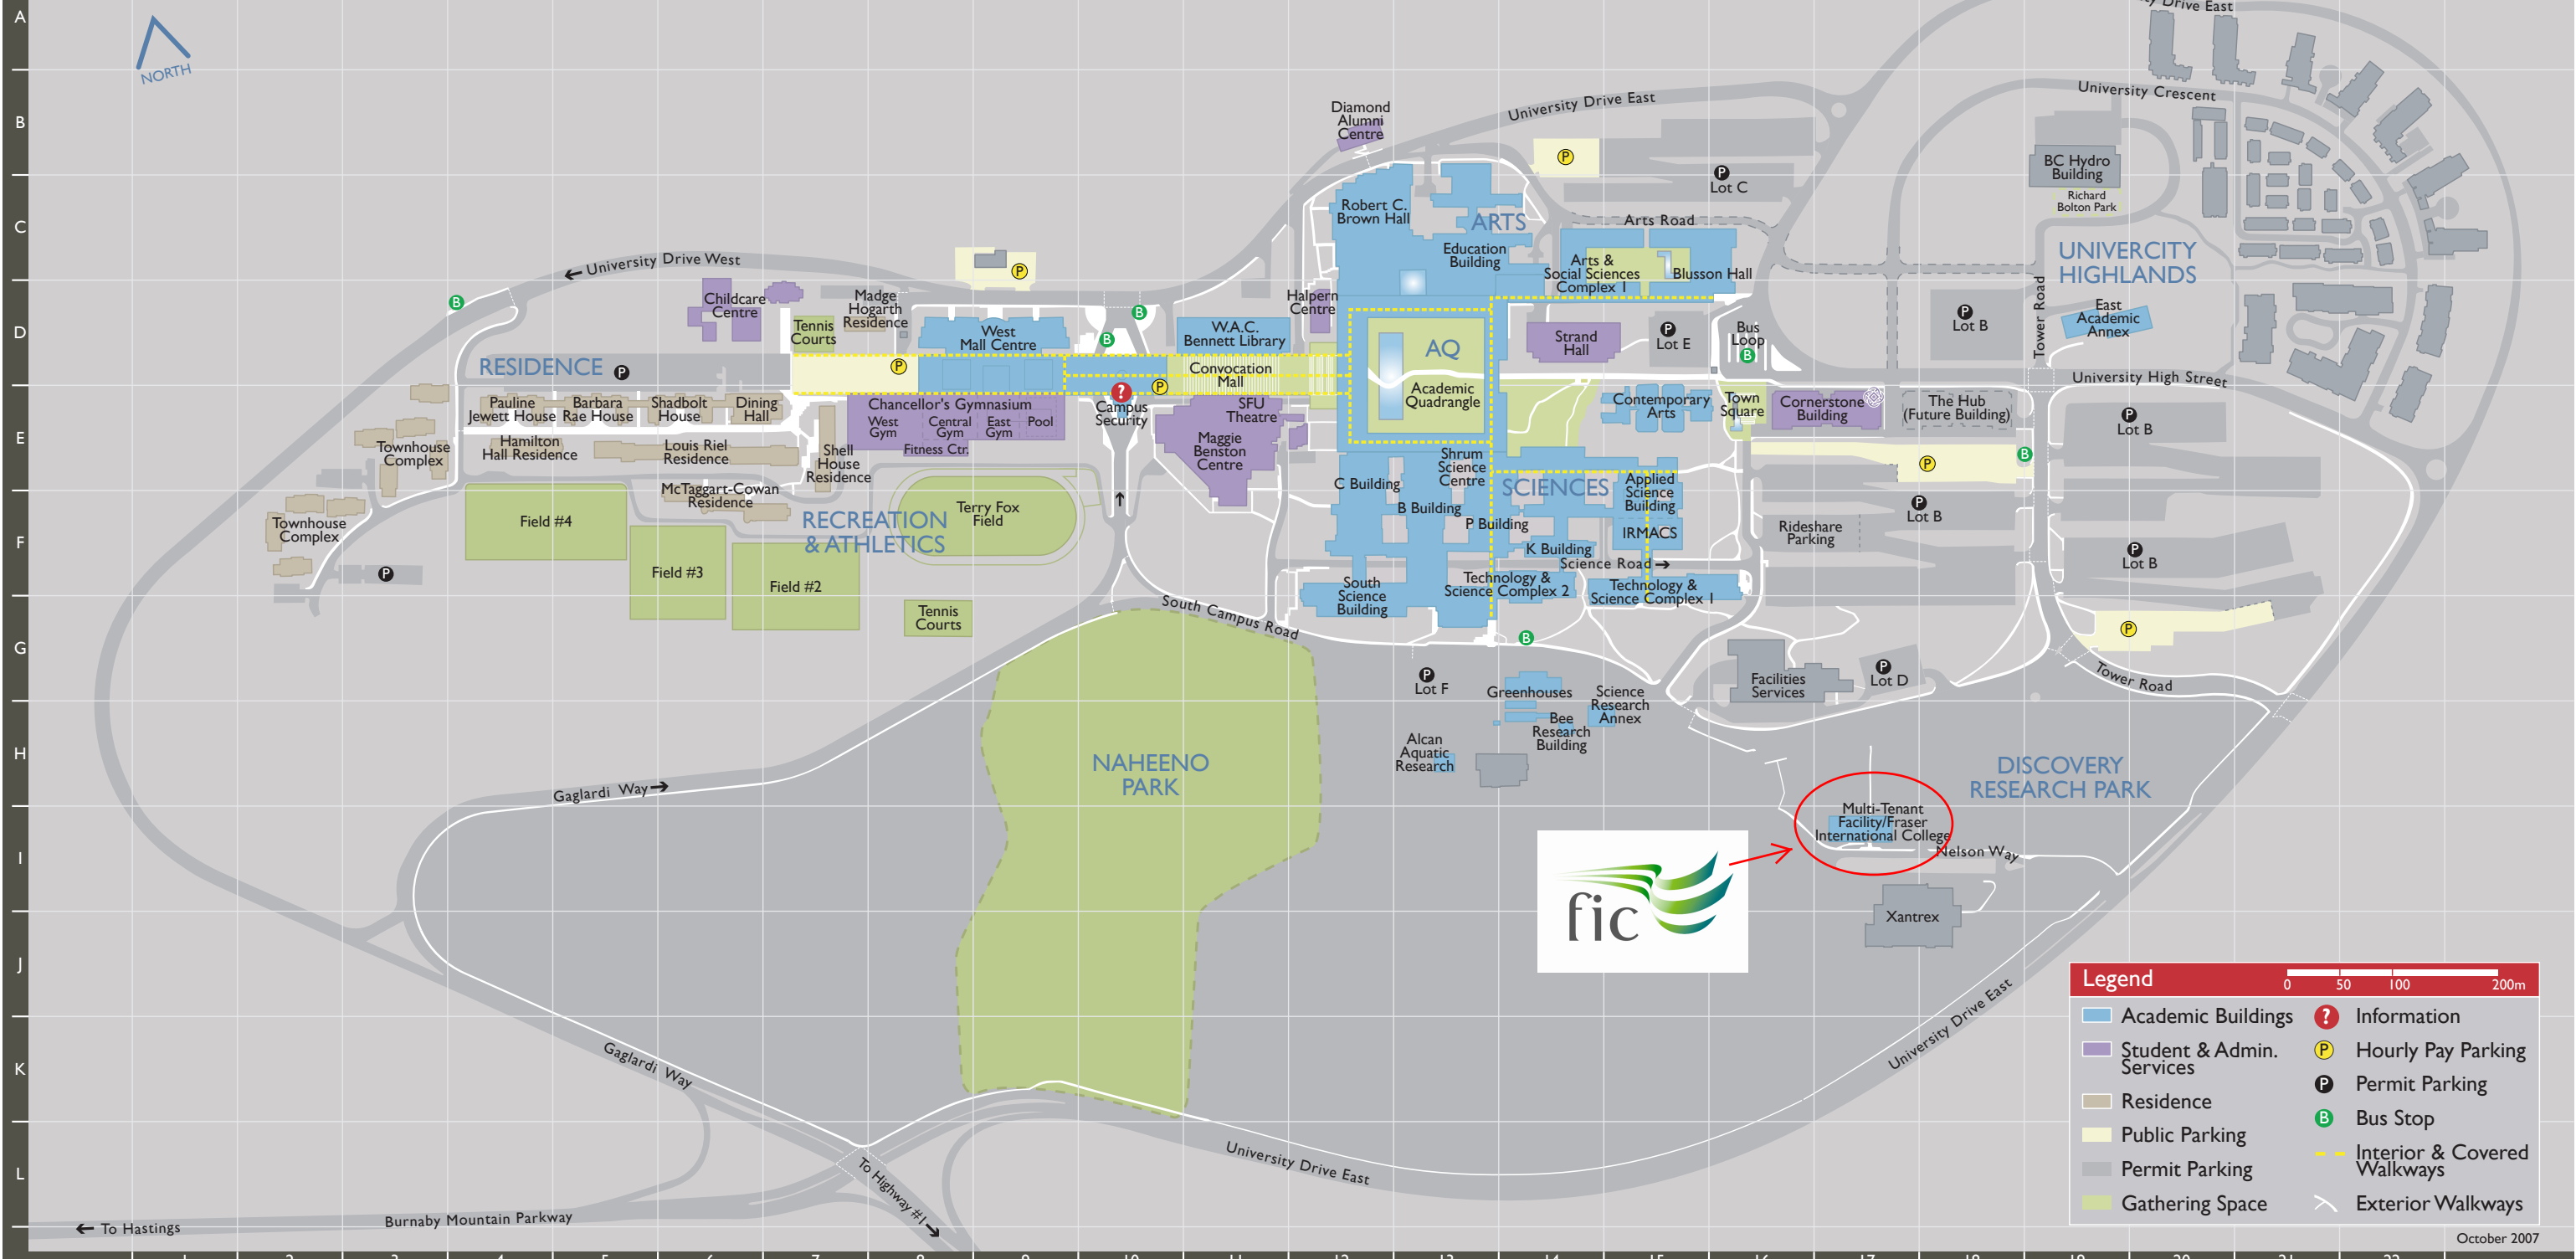 A
B
C
D
E
F
G
H
I
J
K
L
NORTH
y Drive East
University Crescent
University Drive East
Diamond
Alumni
Centre
P
P
Lot C
BC Hydro
Building
Richard
Bolton Park
Robert C.
Brown Hall
ARTS
Arts Road
Education
Building
Arts &
Social Sciences
Complex 1
Blusson Hall
UNIVERCITY
HIGHLANDS
University Drive West
P
B
Childcare
Centre
Madge
Hogarth
Residence
Tennis
Courts
West
Mall Centre
B
B
W.A.C.
Bennett Library
Halpern
Centre
AQ
Academic
Quadrangle
Strand
Hall
P
Lot E
Bus
Loop
B
P
Lot B
Tower Road
East
Academic
Annex
RESIDENCE
P
P
Convocation
Mall
P
?
Campus
Security
University High Street
Pauline
Jewett House
Barbara
Rae House
Shadbolt
House
Dining
Hall
Chancellor's Gymnasium
West
Gym
Central
Gym
East
Gym
Pool
Fitness Ctr.
SFU
Theatre
Maggie
Benston
Centre
Contemporary
Arts
Town
Square
Cornerstone
Building
The Hub
(Future Building)
P
Lot B
Townhouse
Complex
Hamilton
Hall Residence
Louis Riel
Residence
Shell
House
Residence
McTaggart-Cowan
Residence
Shrum
Science
Centre
C Building
B Building
P Building
SCIENCES
Applied
Science
Building
IRMACS
K Building
Science Road
P
B
P
Lot B
Rideshare
Parking
P
Lot B
Townhouse
Complex
P
Field #4
Field #3
Field #2
RECREATION
& ATHLETICS
Terry Fox
Field
Tennis
Courts
South Campus Road
South
Science
Building
Technology &
Science Complex 2
Technology &
Science Complex 1
B
P
P
Lot F
Greenhouses
Science
Research
Annex
Bee
Research
Building
Alcan
Aquatic
Research
Facilities
Services
P
Lot D
Tower Road
NAHEENO
PARK
Gaglardi Way
DISCOVERY
RESEARCH PARK
Multi-Tenant
Facility/Fraser
International College
Nelson Way
fic
Xantrex
University Drive East
Gaglardi Way
University Drive East
To Highway #1
Burnaby Mountain Parkway
To Hastings
Legend
0 50 100 200m
Academic Buildings
Student & Admin.
Services
Residence
Public Parking
Permit Parking
Gathering Space
? Information
P Hourly Pay Parking
P Permit Parking
B Bus Stop
Interior & Covered
Walkways
Exterior Walkways
October 2007